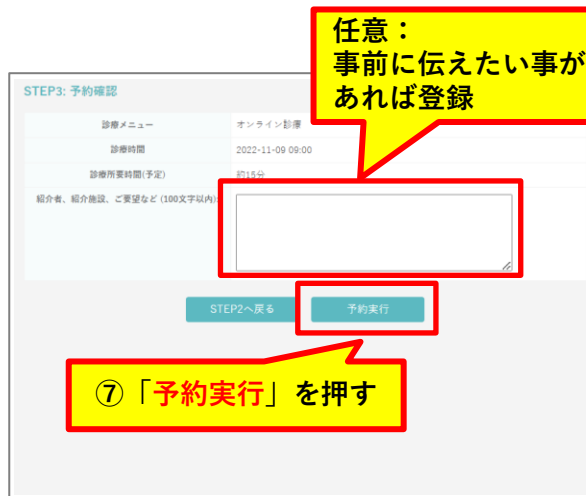 任意：
事前に伝えたい事が
あれば登録
STEP3: 予約確認
診療メニュー オンライン診療
診療時間 2022-11-09 09:00
診療所要時間(予定) 約15分
紹介者、紹介施設、ご要望など (100文字以内):
STEP2へ戻る 予約実行
⑦「予約実行」を押す